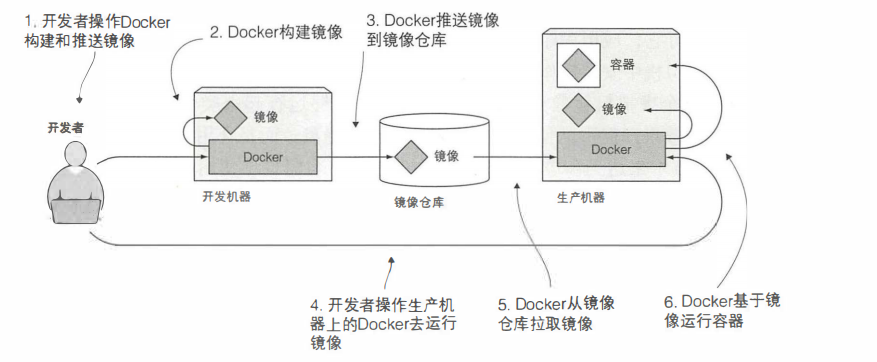 1. 开发者操作Docker
构建和推送镜像
2. Docker构建镜像
3. Docker推送镜像
到镜像仓库
开发者
镜像
Docker
开发机器
镜像
镜像仓库
容器
镜像
Docker
生产机器
4. 开发者操作生产机
器上的Docker去运行
镜像
5. Docker从镜像
仓库拉取镜像
6. Docker基于镜
像运行容器